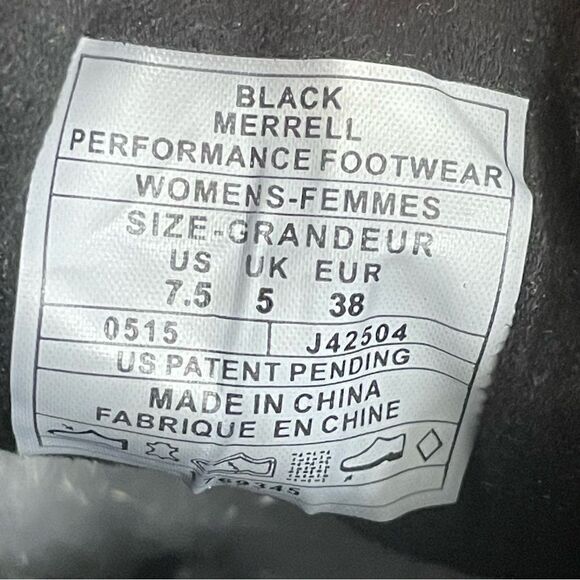 BLACK
MERRELL
PERFORMANCE FOOTWEAR
WOMENS-FEMMES
SIZE-GRANDEUR
US UK EUR
7.5 5 38
0515 J42504
US PATENT PENDING
MADE IN CHINA
FABRIQUE EN CHINE